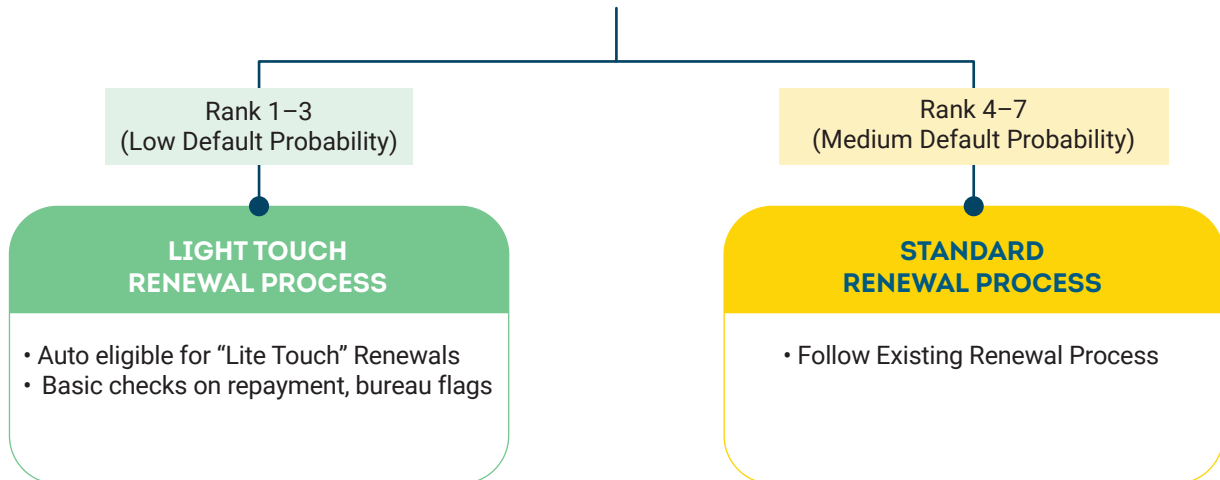 Rank 1–3
(Low Default Probability)
LIGHT TOUCH
RENEWAL PROCESS
• Auto eligible for “Lite Touch” Renewals
• Basic checks on repayment, bureau flags
Rank 4–7
(Medium Default Probability)
STANDARD
RENEWAL PROCESS
• Follow Existing Renewal Process